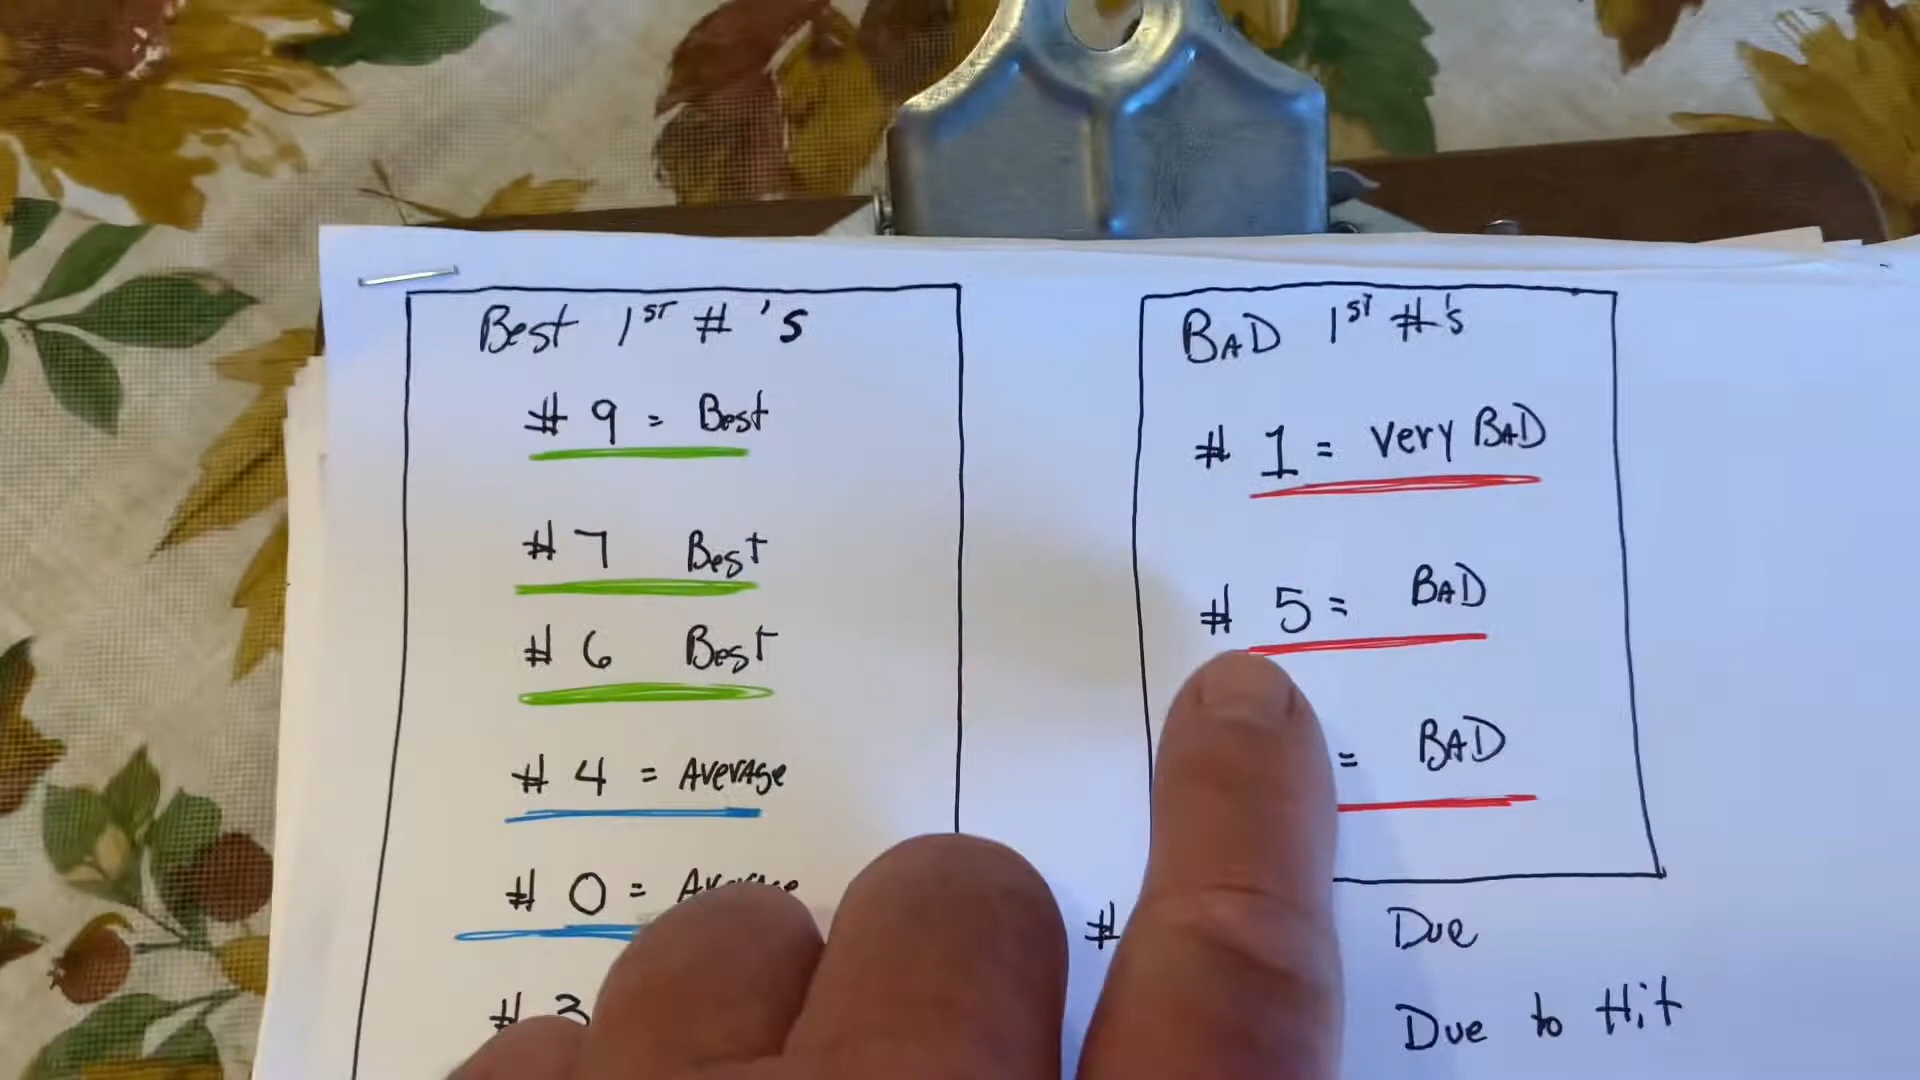 Best 1ST #'s
# 9 = Best
# 7 Best
# 6 Best
# 4 = Average
# 0 =
# 3
BAD 1ST #'s
# 1 = very BAD
# 5 = BAD
= BAD
# Due
Due to Hit